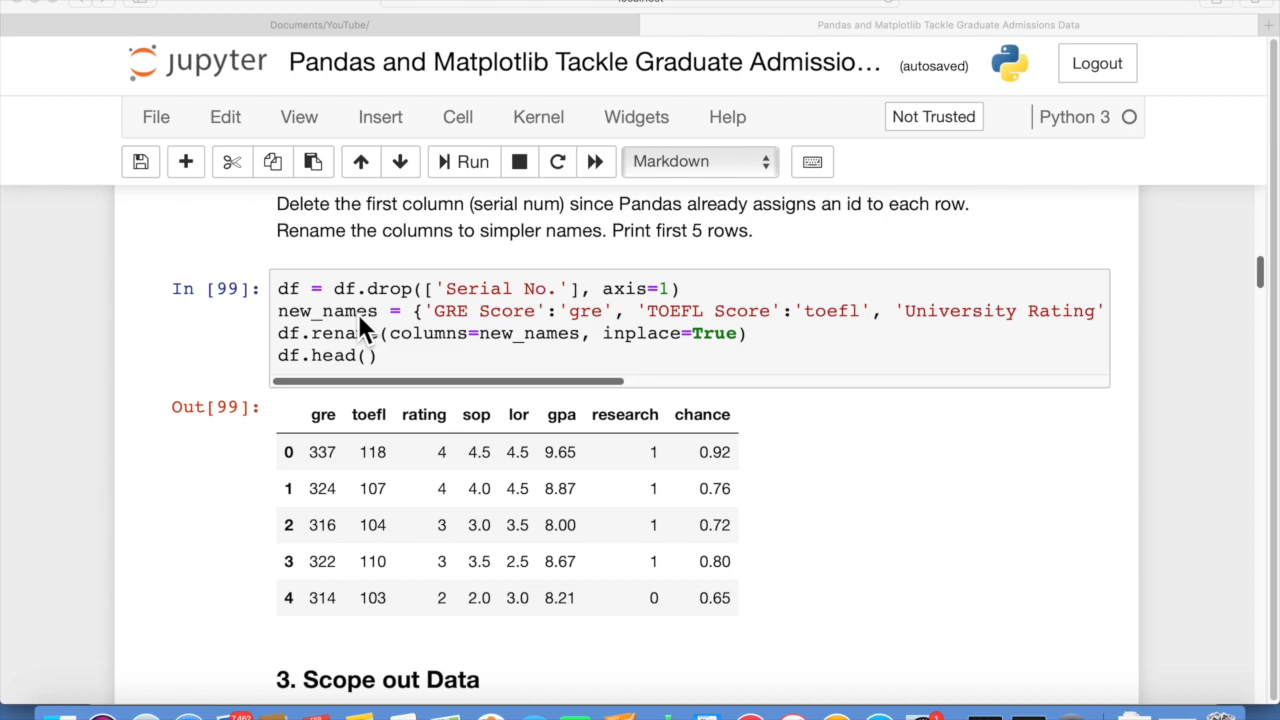 Documents/YouTube/
Pandas and Matplotlib Tackle Graduate Admissions Data
jupyter Pandas and Matplotlib Tackle Graduate Admissio... (autosaved) Logout
File Edit View Insert Cell Kernel Widgets Help Not Trusted Python 3
Run Markdown
Delete the first column (serial num) since Pandas already assigns an id to each row.
Rename the columns to simpler names. Print first 5 rows.
In [99]: df = df.drop(['Serial No.'], axis=1)
new_names = {'GRE Score':'gre', 'TOEFL Score':'toefl', 'University Rating'
(columns=new_names, inplace=True)
df.head()
Out[99]:
gre toefl rating sop lor gpa research chance
0 337 118 4 4.5 4.5 9.65 1 0.92
1 324 107 4 4.0 4.5 8.87 1 0.76
2 316 104 3 3.0 3.5 8.00 1 0.72
3 322 110 3 3.5 2.5 8.67 1 0.80
4 314 103 2 2.0 3.0 8.21 0 0.65
3. Scope out Data